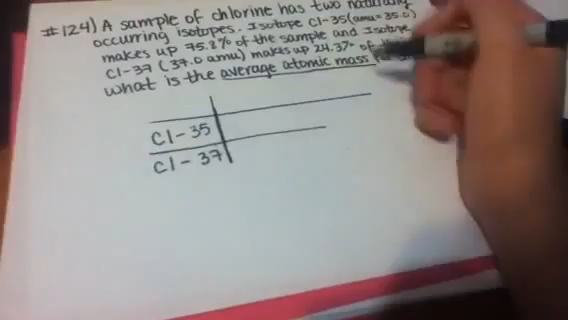 #124) A sample of chlorine has two naturally
occurring isotopes. Isotope Cl-35 (amu=35.0)
makes up 75.8% of the sample and Isotope
Cl-37 (37.0 amu) makes up 24.3% of the
what is the average atomic mass for
Cl-35
Cl-37